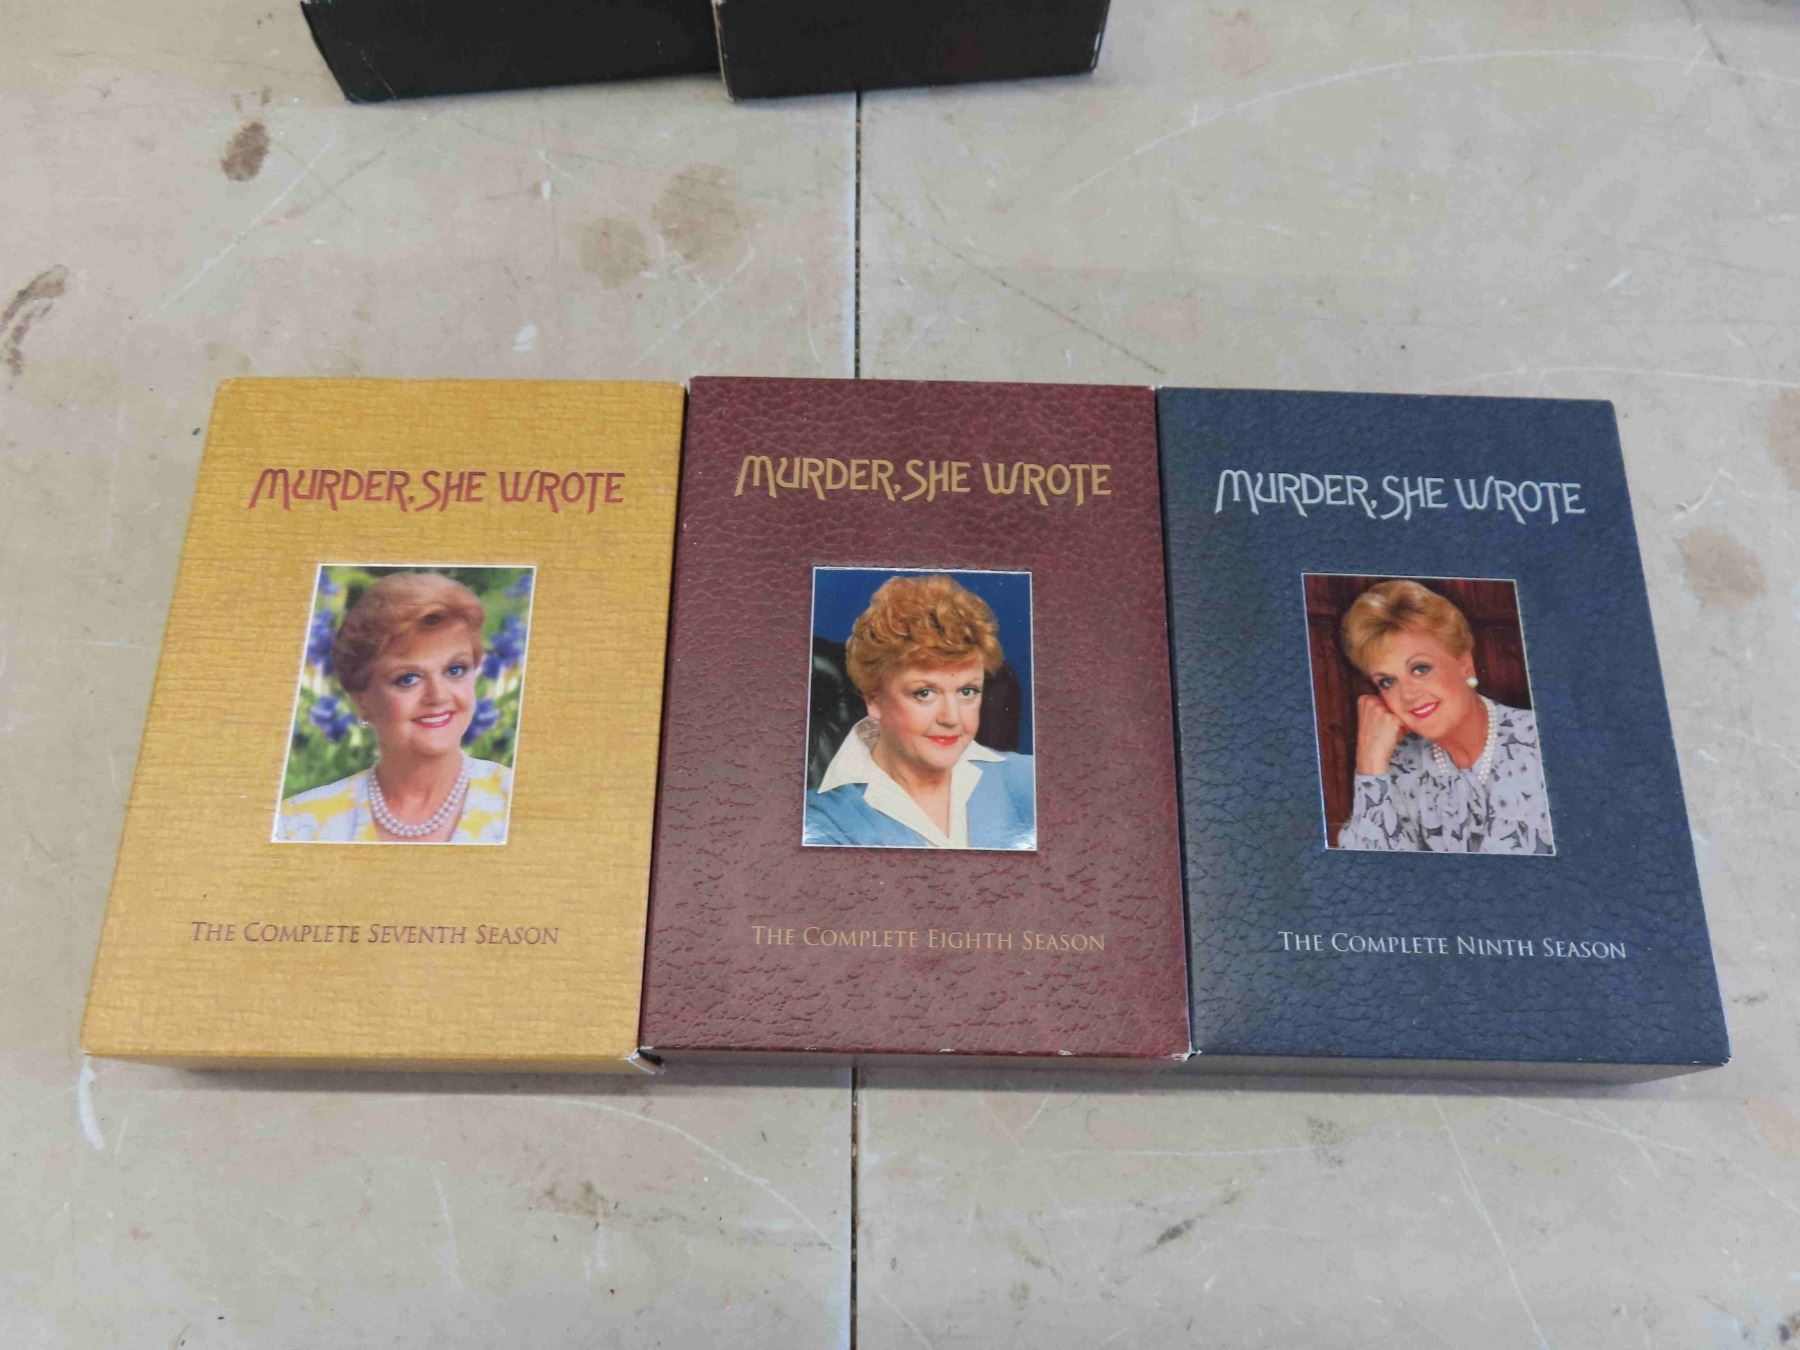 MURDER, SHE WROTE
THE COMPLETE SEVENTH SEASON
MURDER, SHE WROTE
THE COMPLETE EIGHTH SEASON
MURDER, SHE WROTE
THE COMPLETE NINTH SEASON